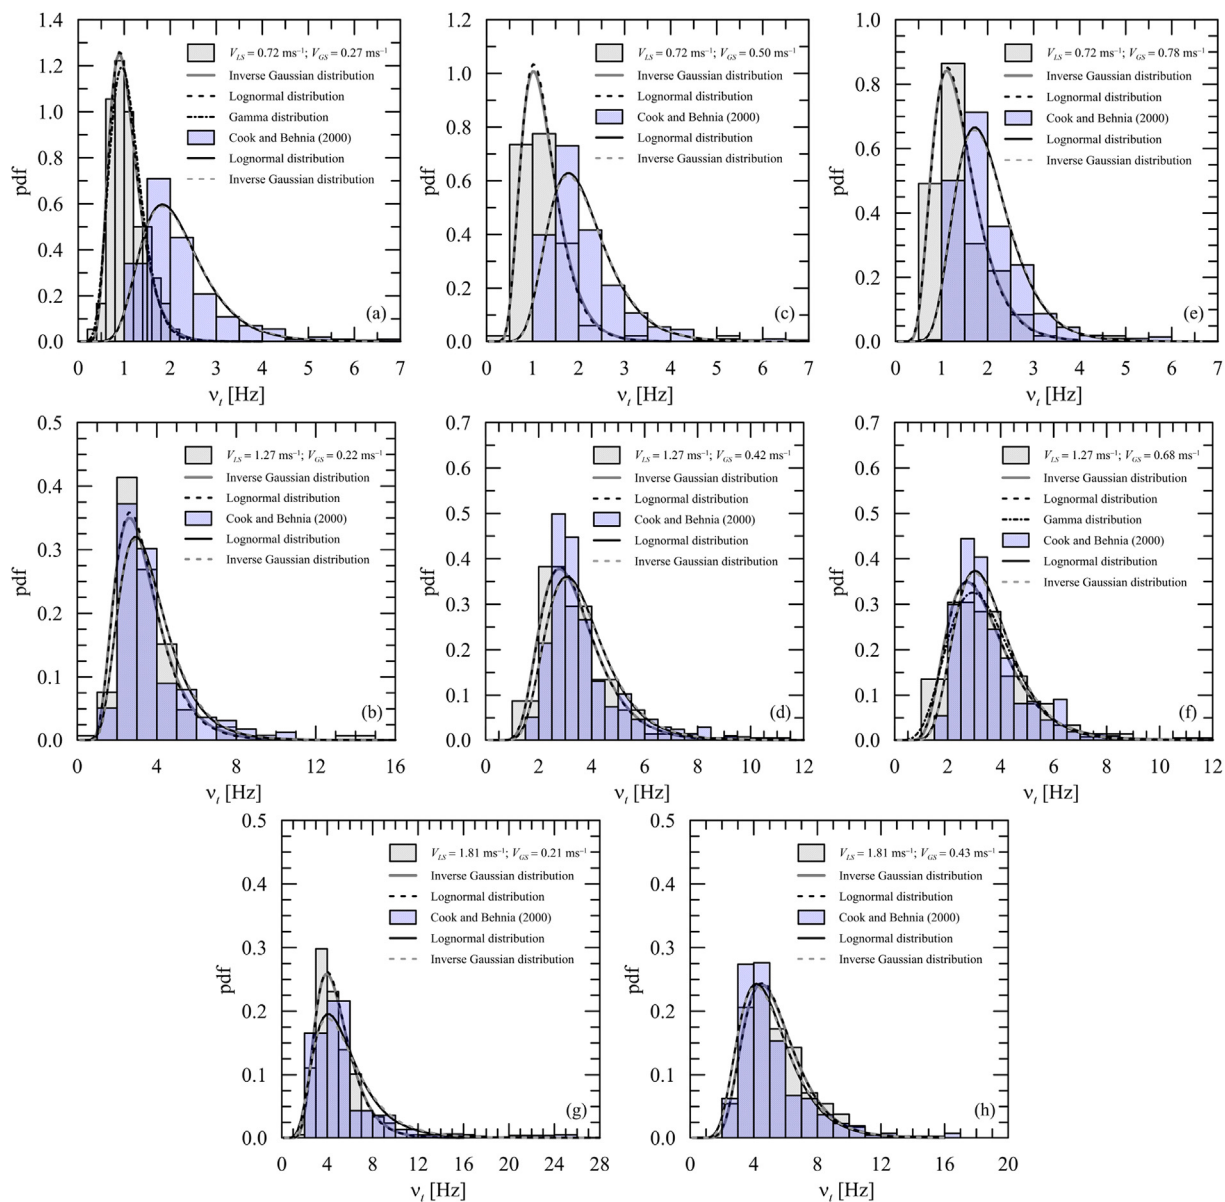 1.4
1.2
1.0
0.8
0.6
0.4
0.2
0.0
pdf
V_LS = 0.72 ms⁻¹; V_GS = 0.27 ms⁻¹
Inverse Gaussian distribution
Lognormal distribution
Gamma distribution
Cook and Behnia (2000)
Lognormal distribution
Inverse Gaussian distribution
(a)
0 1 2 3 4 5 6 7
ν_t [Hz]
1.2
1.0
0.8
0.6
0.4
0.2
0.0
pdf
V_LS = 0.72 ms⁻¹; V_GS = 0.50 ms⁻¹
Inverse Gaussian distribution
Lognormal distribution
Cook and Behnia (2000)
Lognormal distribution
Inverse Gaussian distribution
(c)
0 1 2 3 4 5 6 7
ν_t [Hz]
1.0
0.8
0.6
0.4
0.2
0.0
pdf
V_LS = 0.72 ms⁻¹; V_GS = 0.78 ms⁻¹
Inverse Gaussian distribution
Lognormal distribution
Cook and Behnia (2000)
Lognormal distribution
Inverse Gaussian distribution
(e)
0 1 2 3 4 5 6 7
ν_t [Hz]
0.5
0.4
0.3
0.2
0.1
0.0
pdf
V_LS = 1.27 ms⁻¹; V_GS = 0.22 ms⁻¹
Inverse Gaussian distribution
Lognormal distribution
Cook and Behnia (2000)
Lognormal distribution
Inverse Gaussian distribution
(b)
0 4 8 12 16
ν_t [Hz]
0.7
0.6
0.5
0.4
0.3
0.2
0.1
0.0
pdf
V_LS = 1.27 ms⁻¹; V_GS = 0.42 ms⁻¹
Inverse Gaussian distribution
Lognormal distribution
Cook and Behnia (2000)
Lognormal distribution
Inverse Gaussian distribution
(d)
0 2 4 6 8 10 12
ν_t [Hz]
0.7
0.6
0.5
0.4
0.3
0.2
0.1
0.0
pdf
V_LS = 1.27 ms⁻¹; V_GS = 0.68 ms⁻¹
Inverse Gaussian distribution
Lognormal distribution
Gamma distribution
Cook and Behnia (2000)
Lognormal distribution
Inverse Gaussian distribution
(f)
0 2 4 6 8 10 12
ν_t [Hz]
0.5
0.4
0.3
0.2
0.1
0.0
pdf
V_LS = 1.81 ms⁻¹; V_GS = 0.21 ms⁻¹
Inverse Gaussian distribution
Lognormal distribution
Cook and Behnia (2000)
Lognormal distribution
Inverse Gaussian distribution
(g)
0 4 8 12 16 20 24 28
ν_t [Hz]
0.5
0.4
0.3
0.2
0.1
0.0
pdf
V_LS = 1.81 ms⁻¹; V_GS = 0.43 ms⁻¹
Inverse Gaussian distribution
Lognormal distribution
Cook and Behnia (2000)
Lognormal distribution
Inverse Gaussian distribution
(h)
0 4 8 12 16 20
ν_t [Hz]